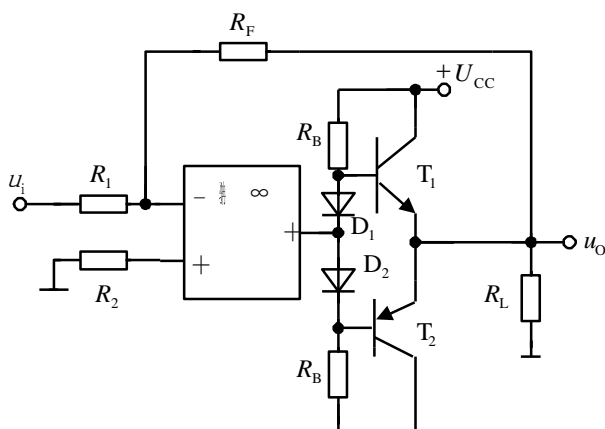 R_F
+ U_CC
R_B
T_1
u_i
R_1
- ∞
+
D_1
+
R_2
D_2
u_O
R_L
T_2
R_B